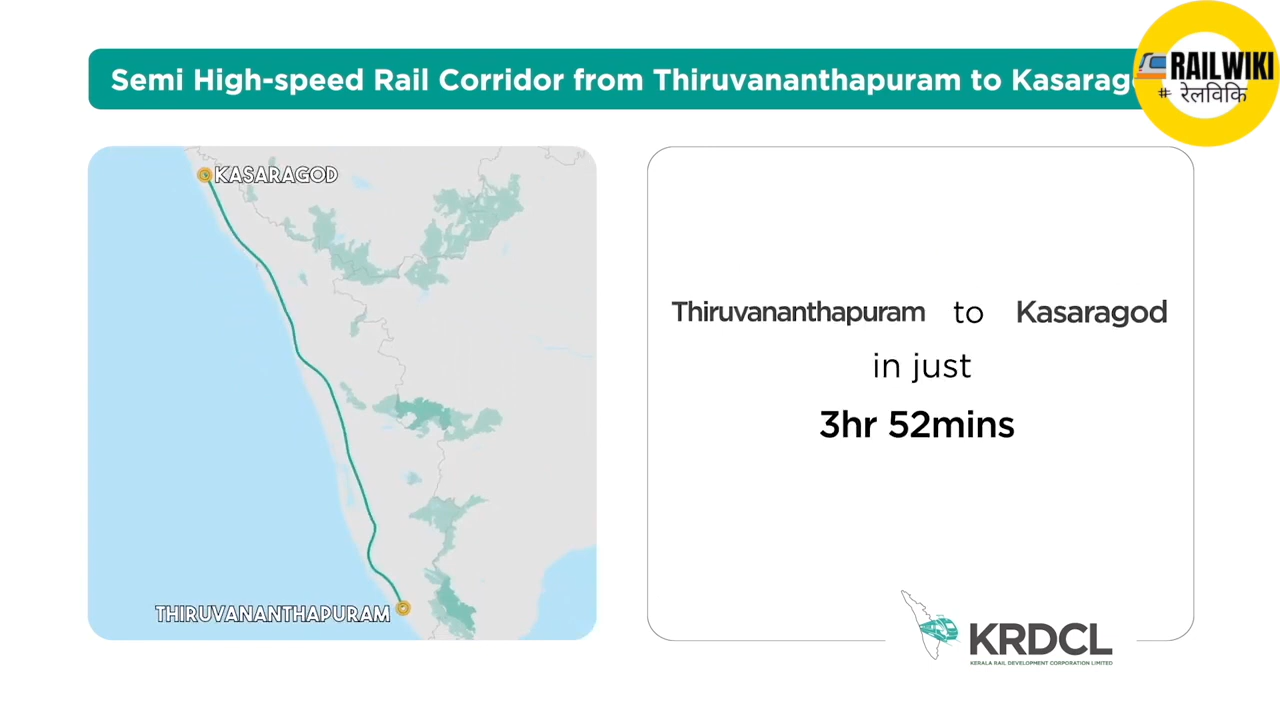 Semi High-speed Rail Corridor from Thiruvananthapuram to Kasarag
RAILWIKI
# रेलविकि
KASARAGOD
THIRUVANANTHAPURAM
Thiruvananthapuram to Kasaragod
in just
3hr 52mins
KRDCL
KERALA RAIL DEVELOPMENT CORPORATION LIMITED